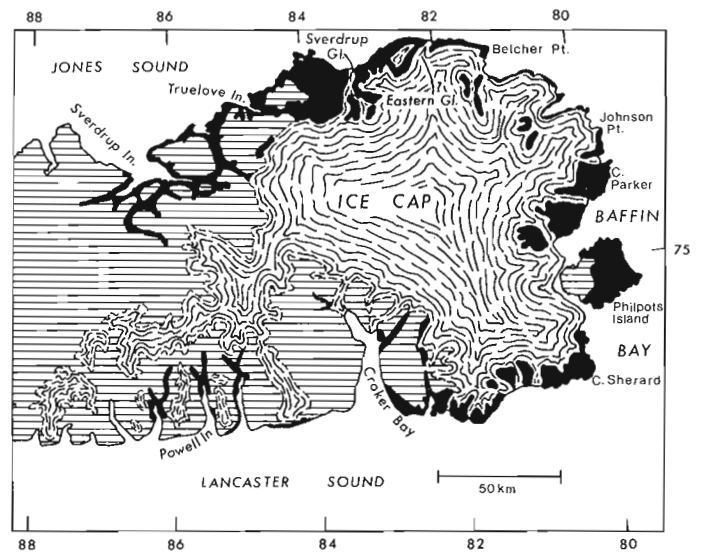 88
86
84
82
80
Sverdrup
Gl.
Belcher Pt.
JONES SOUND
Truelove In.
Eastern Gl.
Sverdrup In.
Johnson
Pt.
C.
Parker
ICE CAP
BAFFIN
75
Philpots
Island
BAY
C. Sherard
Croker Bay
Powell In
LANCASTER SOUND
50 km
88
86
84
82
80